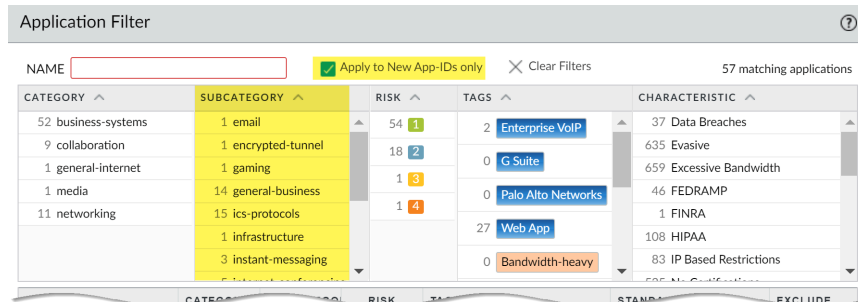 Application Filter
NAME
Apply to New App-IDs only
Clear Filters
57 matching applications
CATEGORY
SUBCATEGORY
RISK
TAGS
CHARACTERISTIC
52 business-systems
9 collaboration
1 general-internet
1 media
11 networking
1 email
1 encrypted-tunnel
1 gaming
14 general-business
15 ics-protocols
1 infrastructure
3 instant-messaging
54 1
18 2
1 3
1 4
2 Enterprise VoIP
0 G Suite
0 Palo Alto Networks
27 Web App
0 Bandwidth-heavy
37 Data Breaches
635 Evasive
659 Excessive Bandwidth
46 FEDRAMP
1 FINRA
108 HIPAA
83 IP Based Restrictions
RISK
EXCLUDE